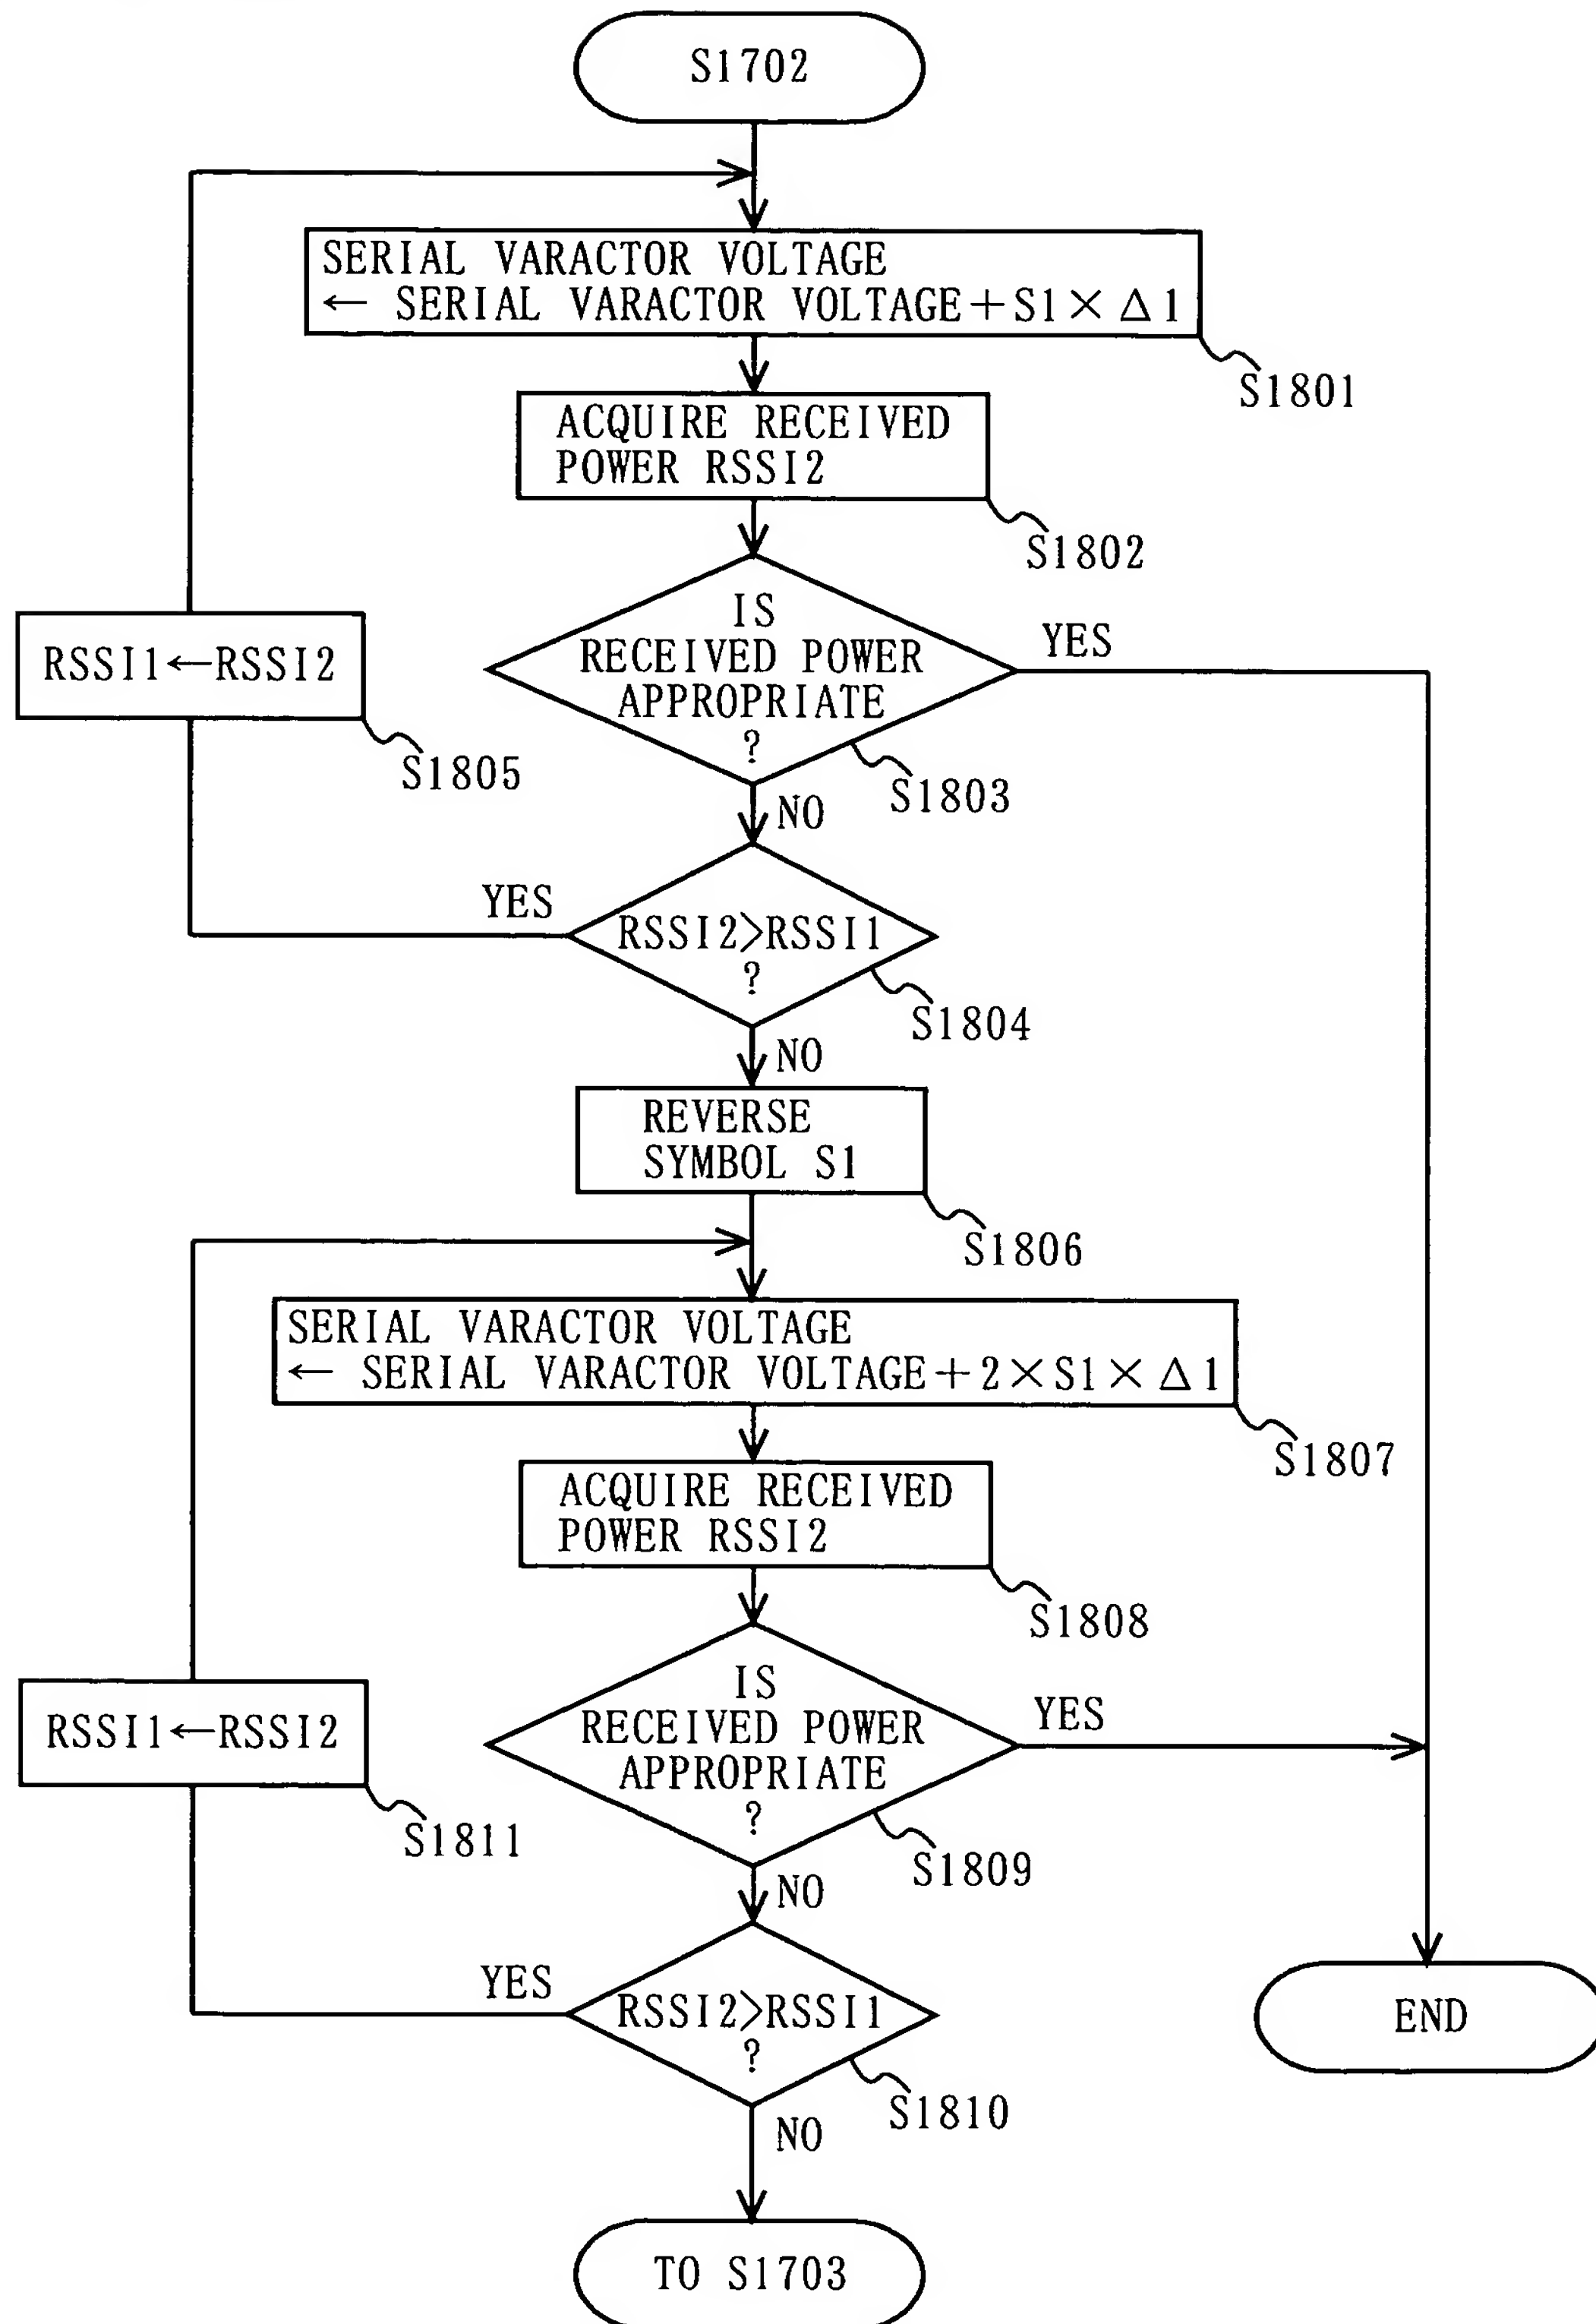 S1702
SERIAL VARACTOR VOLTAGE
← SERIAL VARACTOR VOLTAGE+S1×Δ1
S1801
ACQUIRE RECEIVED
POWER RSSI2
S1802
IS
RECEIVED POWER
APPROPRIATE
?
YES
S1803
NO
RSSI1←RSSI2
S1805
YES
RSSI2>RSSI1
?
S1804
NO
REVERSE
SYMBOL S1
S1806
SERIAL VARACTOR VOLTAGE
← SERIAL VARACTOR VOLTAGE+2×S1×Δ1
S1807
ACQUIRE RECEIVED
POWER RSSI2
S1808
IS
RECEIVED POWER
APPROPRIATE
?
YES
S1809
NO
RSSI1←RSSI2
S1811
YES
RSSI2>RSSI1
?
S1810
NO
END
TO S1703